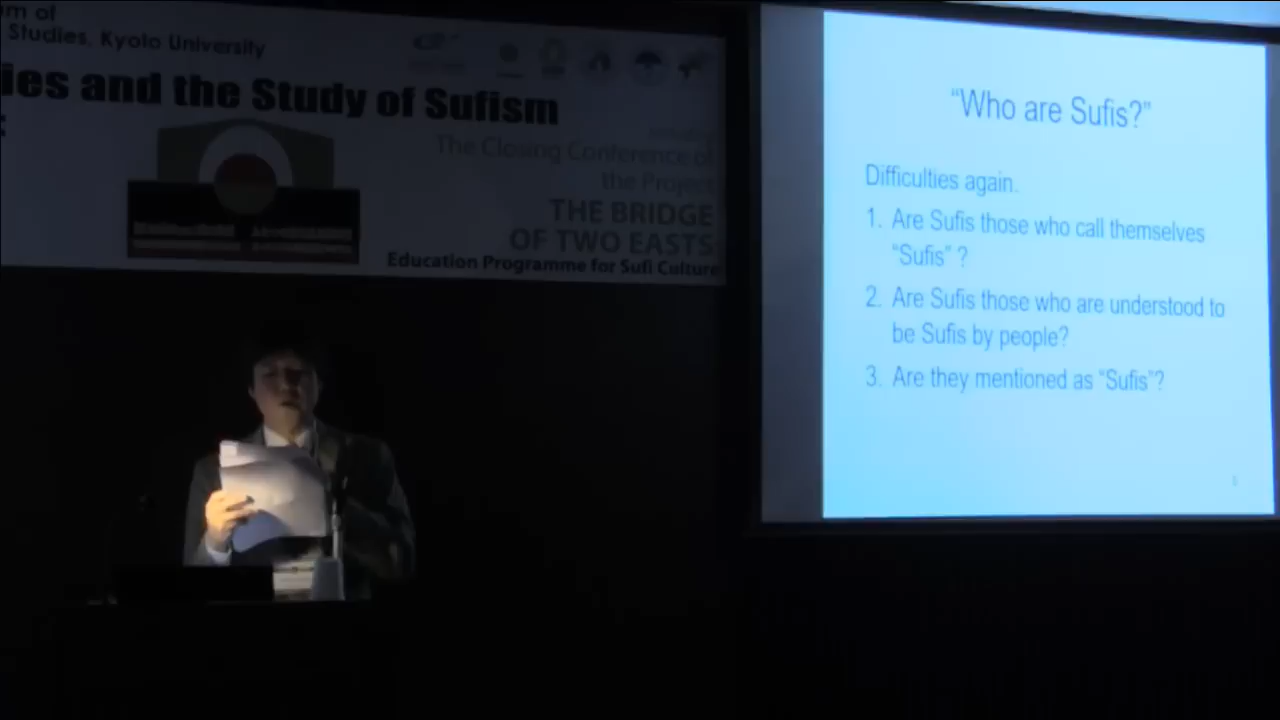 um of
Studies, Kyoto University
ies and the Study of Sufism
The Closing Conference of
the Project
THE BRIDGE
OF TWO EASTS
Education Programme for Sufi Culture
“Who are Sufis?”
Difficulties again.
1. Are Sufis those who call themselves
“Sufis” ?
2. Are Sufis those who are understood to
be Sufis by people?
3. Are they mentioned as “Sufis”?